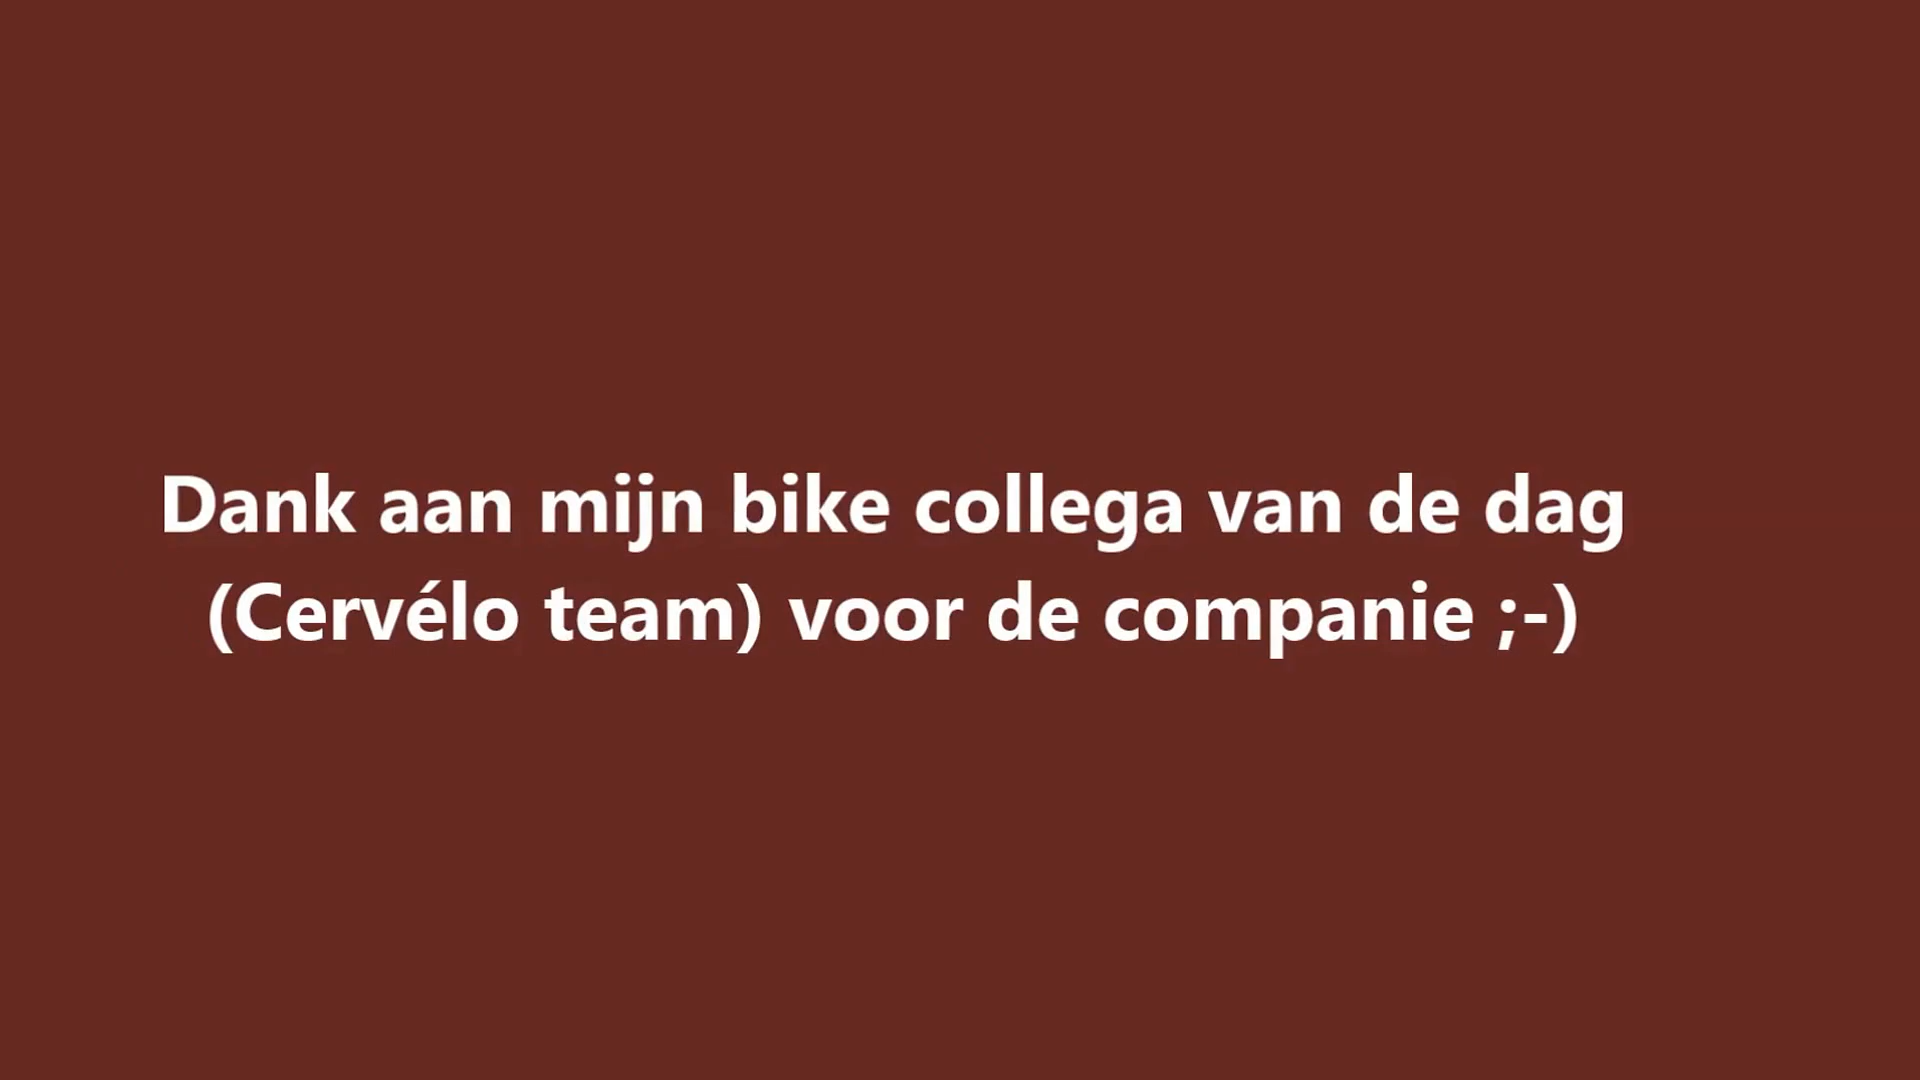 Dank aan mijn bike collega van de dag
(Cervélo team) voor de companie ;-)